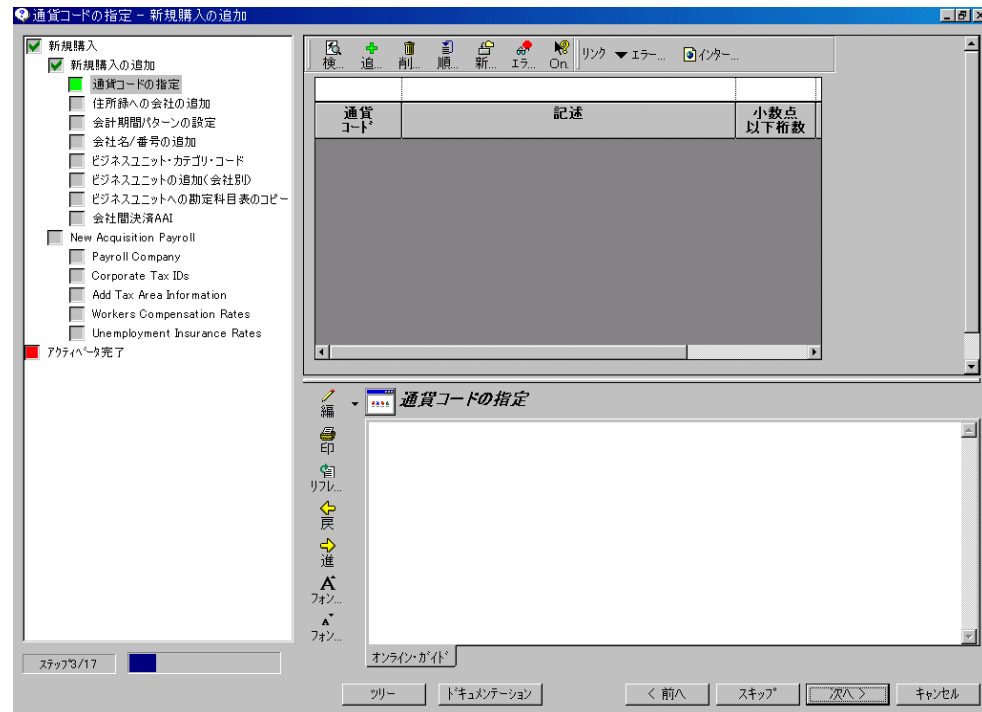 通貨コードの指定 - 新規購入の追加
新規購入
新規購入の追加
通貨コードの指定
住所録への会社の追加
会計期間パターンの設定
会社名/番号の追加
ビジネスユニット・カテゴリ・コード
ビジネスユニットの追加(会社別)
ビジネスユニットへの勘定科目表のコピー
会社間決済AAI
New Acquisition Payroll
Payroll Company
Corporate Tax IDs
Add Tax Area Information
Workers Compensation Rates
Unemployment Insurance Rates
アクティベータ完了
ステップ3/17
検... 追... 削... 順... 新... エラ... On. リンク ▼ エラー... インター...
通貨コード 記述 小数点以下桁数
通貨コードの指定
編
印
リフレ...
戻
進
A
フォン...
A
フォン...
オンライン・ガイド
ツリー ドキュメンテーション < 前へ スキップ 次へ > キャンセル